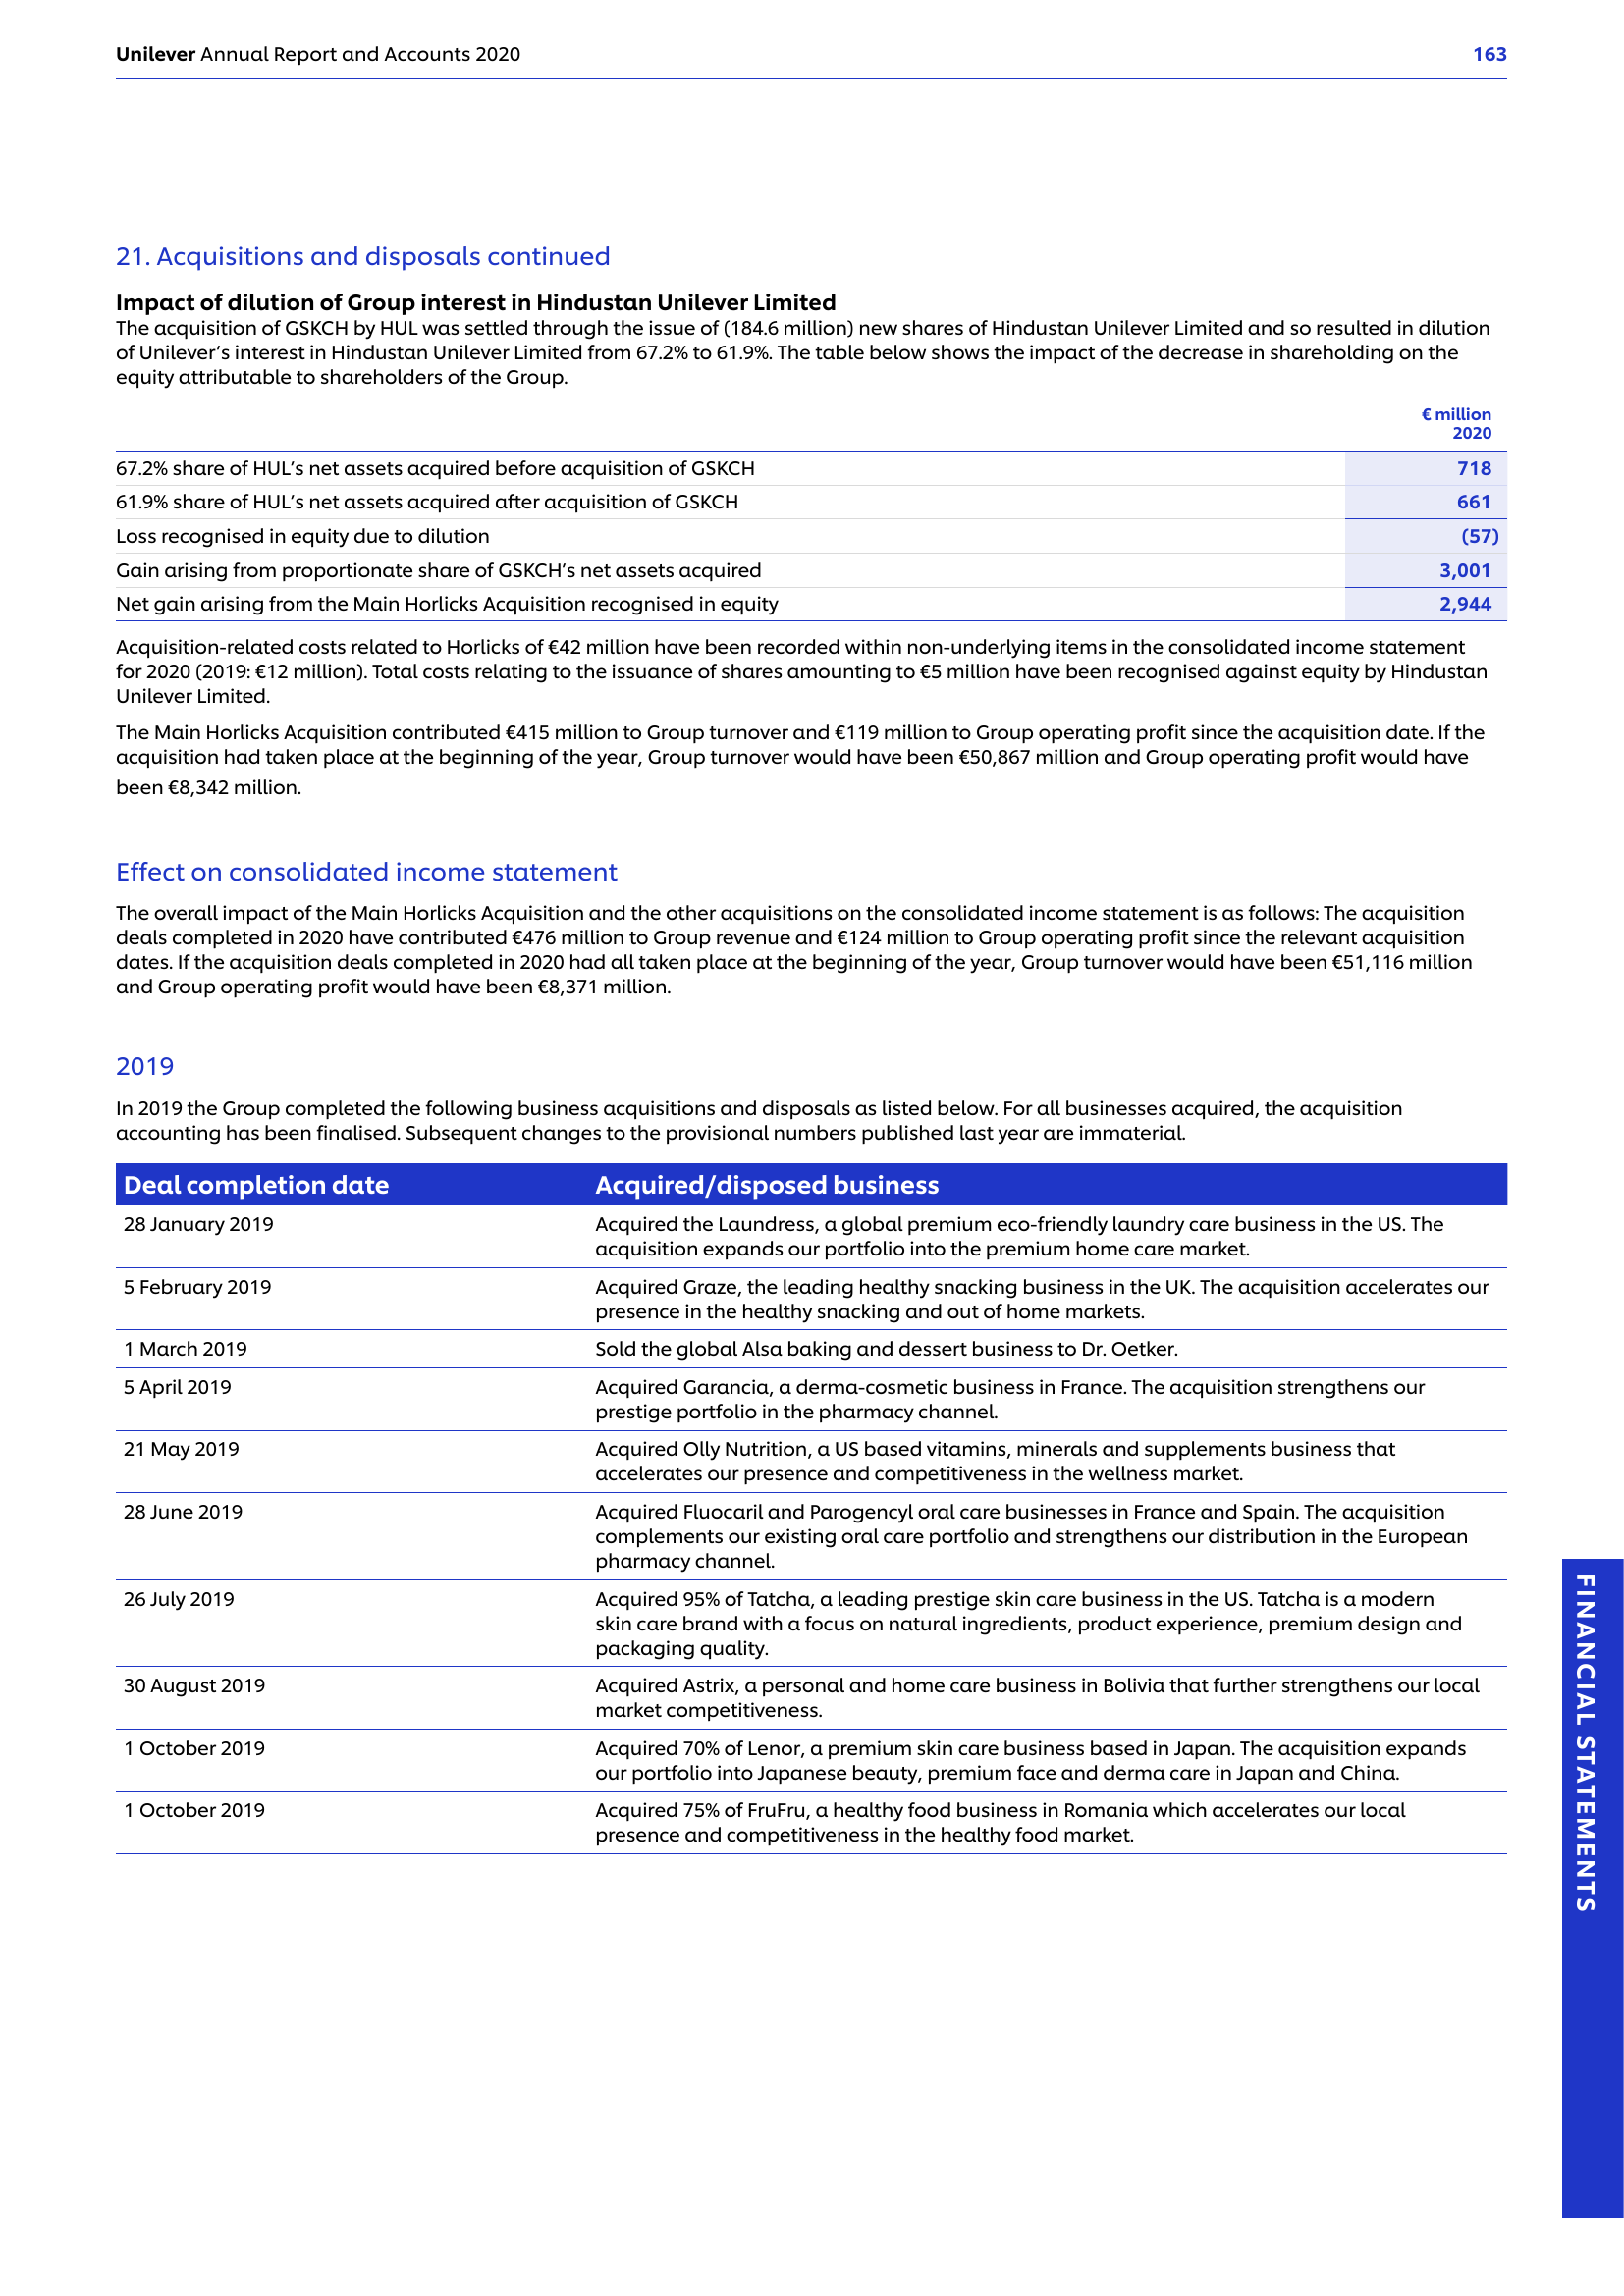 Unilever Annual Report and Accounts 2020
163
21. Acquisitions and disposals continued
Impact of dilution of Group interest in Hindustan Unilever Limited
The acquisition of GSKCH by HUL was settled through the issue of (184.6 million) new shares of Hindustan Unilever Limited and so resulted in dilution
of Unilever’s interest in Hindustan Unilever Limited from 67.2% to 61.9%. The table below shows the impact of the decrease in shareholding on the
equity attributable to shareholders of the Group.
€ million
2020
67.2% share of HUL’s net assets acquired before acquisition of GSKCH 718
61.9% share of HUL’s net assets acquired after acquisition of GSKCH 661
Loss recognised in equity due to dilution (57)
Gain arising from proportionate share of GSKCH’s net assets acquired 3,001
Net gain arising from the Main Horlicks Acquisition recognised in equity 2,944
Acquisition-related costs related to Horlicks of €42 million have been recorded within non-underlying items in the consolidated income statement
for 2020 (2019: €12 million). Total costs relating to the issuance of shares amounting to €5 million have been recognised against equity by Hindustan
Unilever Limited.
The Main Horlicks Acquisition contributed €415 million to Group turnover and €119 million to Group operating profit since the acquisition date. If the
acquisition had taken place at the beginning of the year, Group turnover would have been €50,867 million and Group operating profit would have
been €8,342 million.
Effect on consolidated income statement
The overall impact of the Main Horlicks Acquisition and the other acquisitions on the consolidated income statement is as follows: The acquisition
deals completed in 2020 have contributed €476 million to Group revenue and €124 million to Group operating profit since the relevant acquisition
dates. If the acquisition deals completed in 2020 had all taken place at the beginning of the year, Group turnover would have been €51,116 million
and Group operating profit would have been €8,371 million.
2019
In 2019 the Group completed the following business acquisitions and disposals as listed below. For all businesses acquired, the acquisition
accounting has been finalised. Subsequent changes to the provisional numbers published last year are immaterial.
Deal completion date Acquired/disposed business
28 January 2019 Acquired the Laundress, a global premium eco-friendly laundry care business in the US. The
acquisition expands our portfolio into the premium home care market.
5 February 2019 Acquired Graze, the leading healthy snacking business in the UK. The acquisition accelerates our
presence in the healthy snacking and out of home markets.
1 March 2019 Sold the global Alsa baking and dessert business to Dr. Oetker.
5 April 2019 Acquired Garancia, a derma-cosmetic business in France. The acquisition strengthens our
prestige portfolio in the pharmacy channel.
21 May 2019 Acquired Olly Nutrition, a US based vitamins, minerals and supplements business that
accelerates our presence and competitiveness in the wellness market.
28 June 2019 Acquired Fluocaril and Parogencyl oral care businesses in France and Spain. The acquisition
complements our existing oral care portfolio and strengthens our distribution in the European
pharmacy channel.
26 July 2019 Acquired 95% of Tatcha, a leading prestige skin care business in the US. Tatcha is a modern
skin care brand with a focus on natural ingredients, product experience, premium design and
packaging quality.
30 August 2019 Acquired Astrix, a personal and home care business in Bolivia that further strengthens our local
market competitiveness.
1 October 2019 Acquired 70% of Lenor, a premium skin care business based in Japan. The acquisition expands
our portfolio into Japanese beauty, premium face and derma care in Japan and China.
1 October 2019 Acquired 75% of FruFru, a healthy food business in Romania which accelerates our local
presence and competitiveness in the healthy food market.
FINANCIAL STATEMENTS